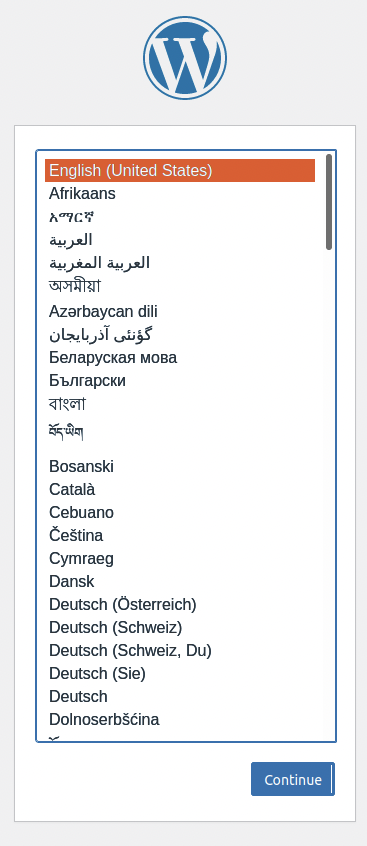 English (United States)
Afrikaans
አማርኛ
العربية
العربية المغربية
অসমীয়া
Azərbaycan dili
گؤنئی آذربایجان
Беларуская мова
Български
বাংলা
བོད་ཡིག
Bosanski
Català
Cebuano
Čeština
Cymraeg
Dansk
Deutsch (Österreich)
Deutsch (Schweiz)
Deutsch (Schweiz, Du)
Deutsch (Sie)
Deutsch
Dolnoserbšćina
Continue